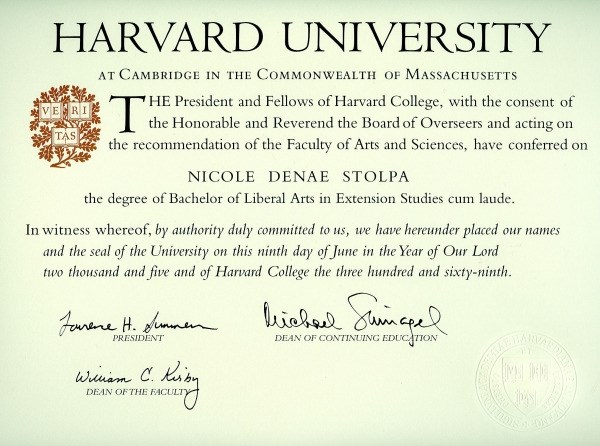 HARVARD UNIVERSITY
AT CAMBRIDGE IN THE COMMONWEALTH OF MASSACHUSETTS
VE RI
TAS
THE President and Fellows of Harvard College, with the consent of
the Honorable and Reverend the Board of Overseers and acting on
the recommendation of the Faculty of Arts and Sciences, have conferred on
NICOLE DENAE STOLPA
the degree of Bachelor of Liberal Arts in Extension Studies cum laude.
In witness whereof, by authority duly committed to us, we have hereunder placed our names
and the seal of the University on this ninth day of June in the Year of Our Lord
two thousand and five and of Harvard College the three hundred and sixty-ninth.
Lawrence H. Summers
PRESIDENT
Michael Shinagel
DEAN OF CONTINUING EDUCATION
William C. Kirby
DEAN OF THE FACULTY